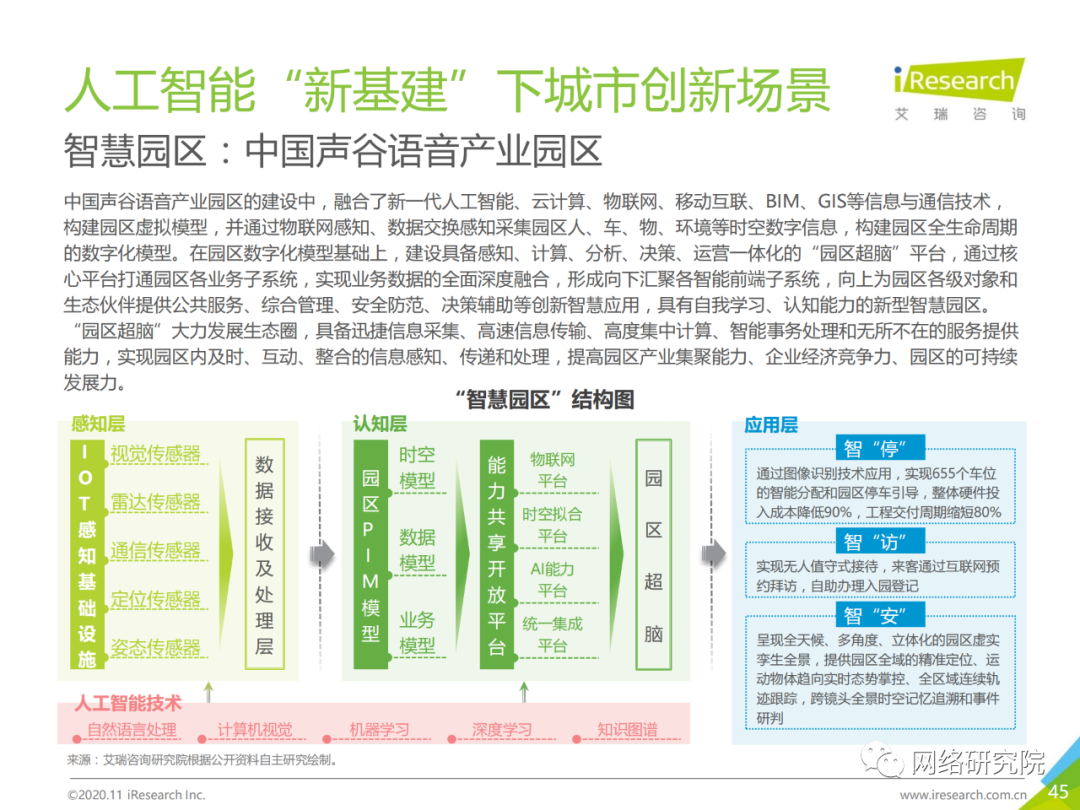 人工智能“新基建”下城市创新场景
iResearch
艾瑞咨询
智慧园区：中国声谷语音产业园区
中国声谷语音产业园区的建设中，融合了新一代人工智能、云计算、物联网、移动互联、BIM、GIS等信息与通信技术，
构建园区虚拟模型，并通过物联网感知、数据交换感知采集园区人、车、物、环境等时空数字信息，构建园区全生命周期
的数字化模型。在园区数字化模型基础上，建设具备感知、计算、分析、决策、运营一体化的“园区超脑”平台，通过核
心平台打通园区各业务子系统，实现业务数据的全面深度融合，形成向下汇聚各智能前端子系统，向上为园区各级对象和
生态伙伴提供公共服务、综合管理、安全防范、决策辅助等创新智慧应用，具有自我学习、认知能力的新型智慧园区。
“园区超脑”大力发展生态圈，具备迅捷信息采集、高速信息传输、高度集中计算、智能事务处理和无所不在的服务提供
能力，实现园区内及时、互动、整合的信息感知、传递和处理，提高园区产业集聚能力、企业经济竞争力、园区的可持续
发展力。
“智慧园区”结构图
感知层
IOT感知基础设施
视觉传感器
雷达传感器
通信传感器
定位传感器
姿态传感器
数据接收及处理层
认知层
园区PIM模型
时空
模型
数据
模型
业务
模型
能力共享开放平台
物联网
平台
时空拟合
平台
AI能力
平台
统一集成
平台
园区超脑
应用层
智“停”
通过图像识别技术应用，实现655个车位
的智能分配和园区停车引导，整体硬件投
入成本降低90%，工程交付周期缩短80%
智“访”
实现无人值守式接待，来客通过互联网预
约拜访，自助办理入园登记
智“安”
呈现全天候、多角度、立体化的园区虚实
孪生全景，提供园区全域的精准定位、运
动物体趋向实时态势掌控、全区域连续轨
迹跟踪，跨镜头全景时空记忆追溯和事件
研判
人工智能技术
自然语言处理
计算机视觉
机器学习
深度学习
知识图谱
来源：艾瑞咨询研究院根据公开资料自主研究绘制。
网络研究院
©2020.11 iResearch Inc.
www.iresearch.com.cn
45